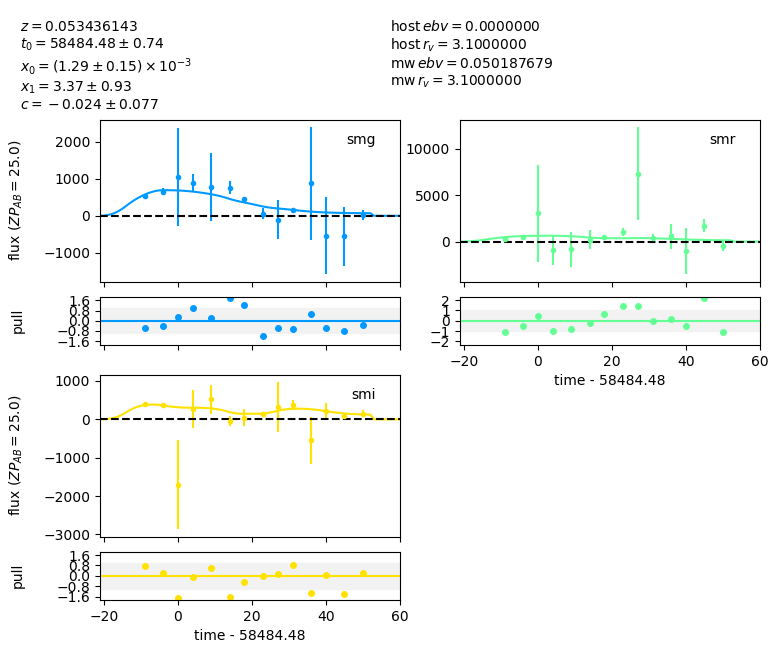 z = 0.053436143
t₀ = 58484.48 ± 0.74
x₀ = (1.29 ± 0.15) × 10⁻³
x₁ = 3.37 ± 0.93
c = −0.024 ± 0.077
host ebv = 0.0000000
host r_v = 3.1000000
mw ebv = 0.050187679
mw r_v = 3.1000000
smg
2000
1000
0
−1000
flux (ZP_AB = 25.0)
1.6
0.8
0.0
−0.8
−1.6
pull
smr
10000
5000
0
2
1
0
−1
−2
−20 0 20 40 60
time - 58484.48
smi
1000
0
−1000
−2000
−3000
flux (ZP_AB = 25.0)
1.6
0.8
0.0
−0.8
−1.6
pull
−20 0 20 40 60
time - 58484.48